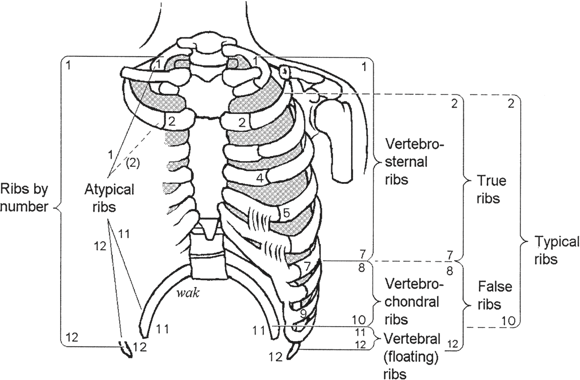 1
1
1
1
2
2
2
2
1
(2)
4
5
Ribs by
number
Atypical
ribs
12
11
Vertebro-
sternal
ribs
True
ribs
Typical
ribs
7
7
7
8
8
wak
Vertebro-
chondral
ribs
False
ribs
9
10
10
11
11
11
12
12
12
12
12
Vertebral
(floating)
ribs